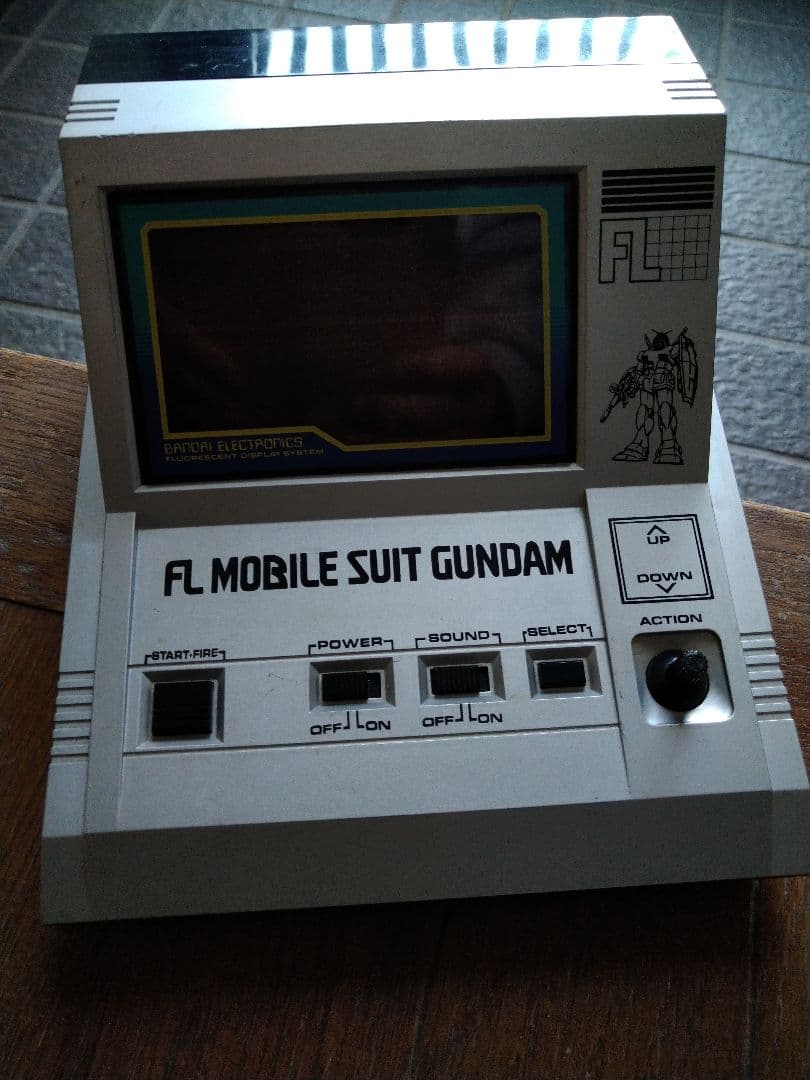 FL
BANDAI ELECTRONICS
FLUORESCENT DISPLAY SYSTEM
FL MOBILE SUIT GUNDAM
UP
DOWN
ACTION
START·FIRE
POWER
SOUND
SELECT
OFF ON
OFF ON